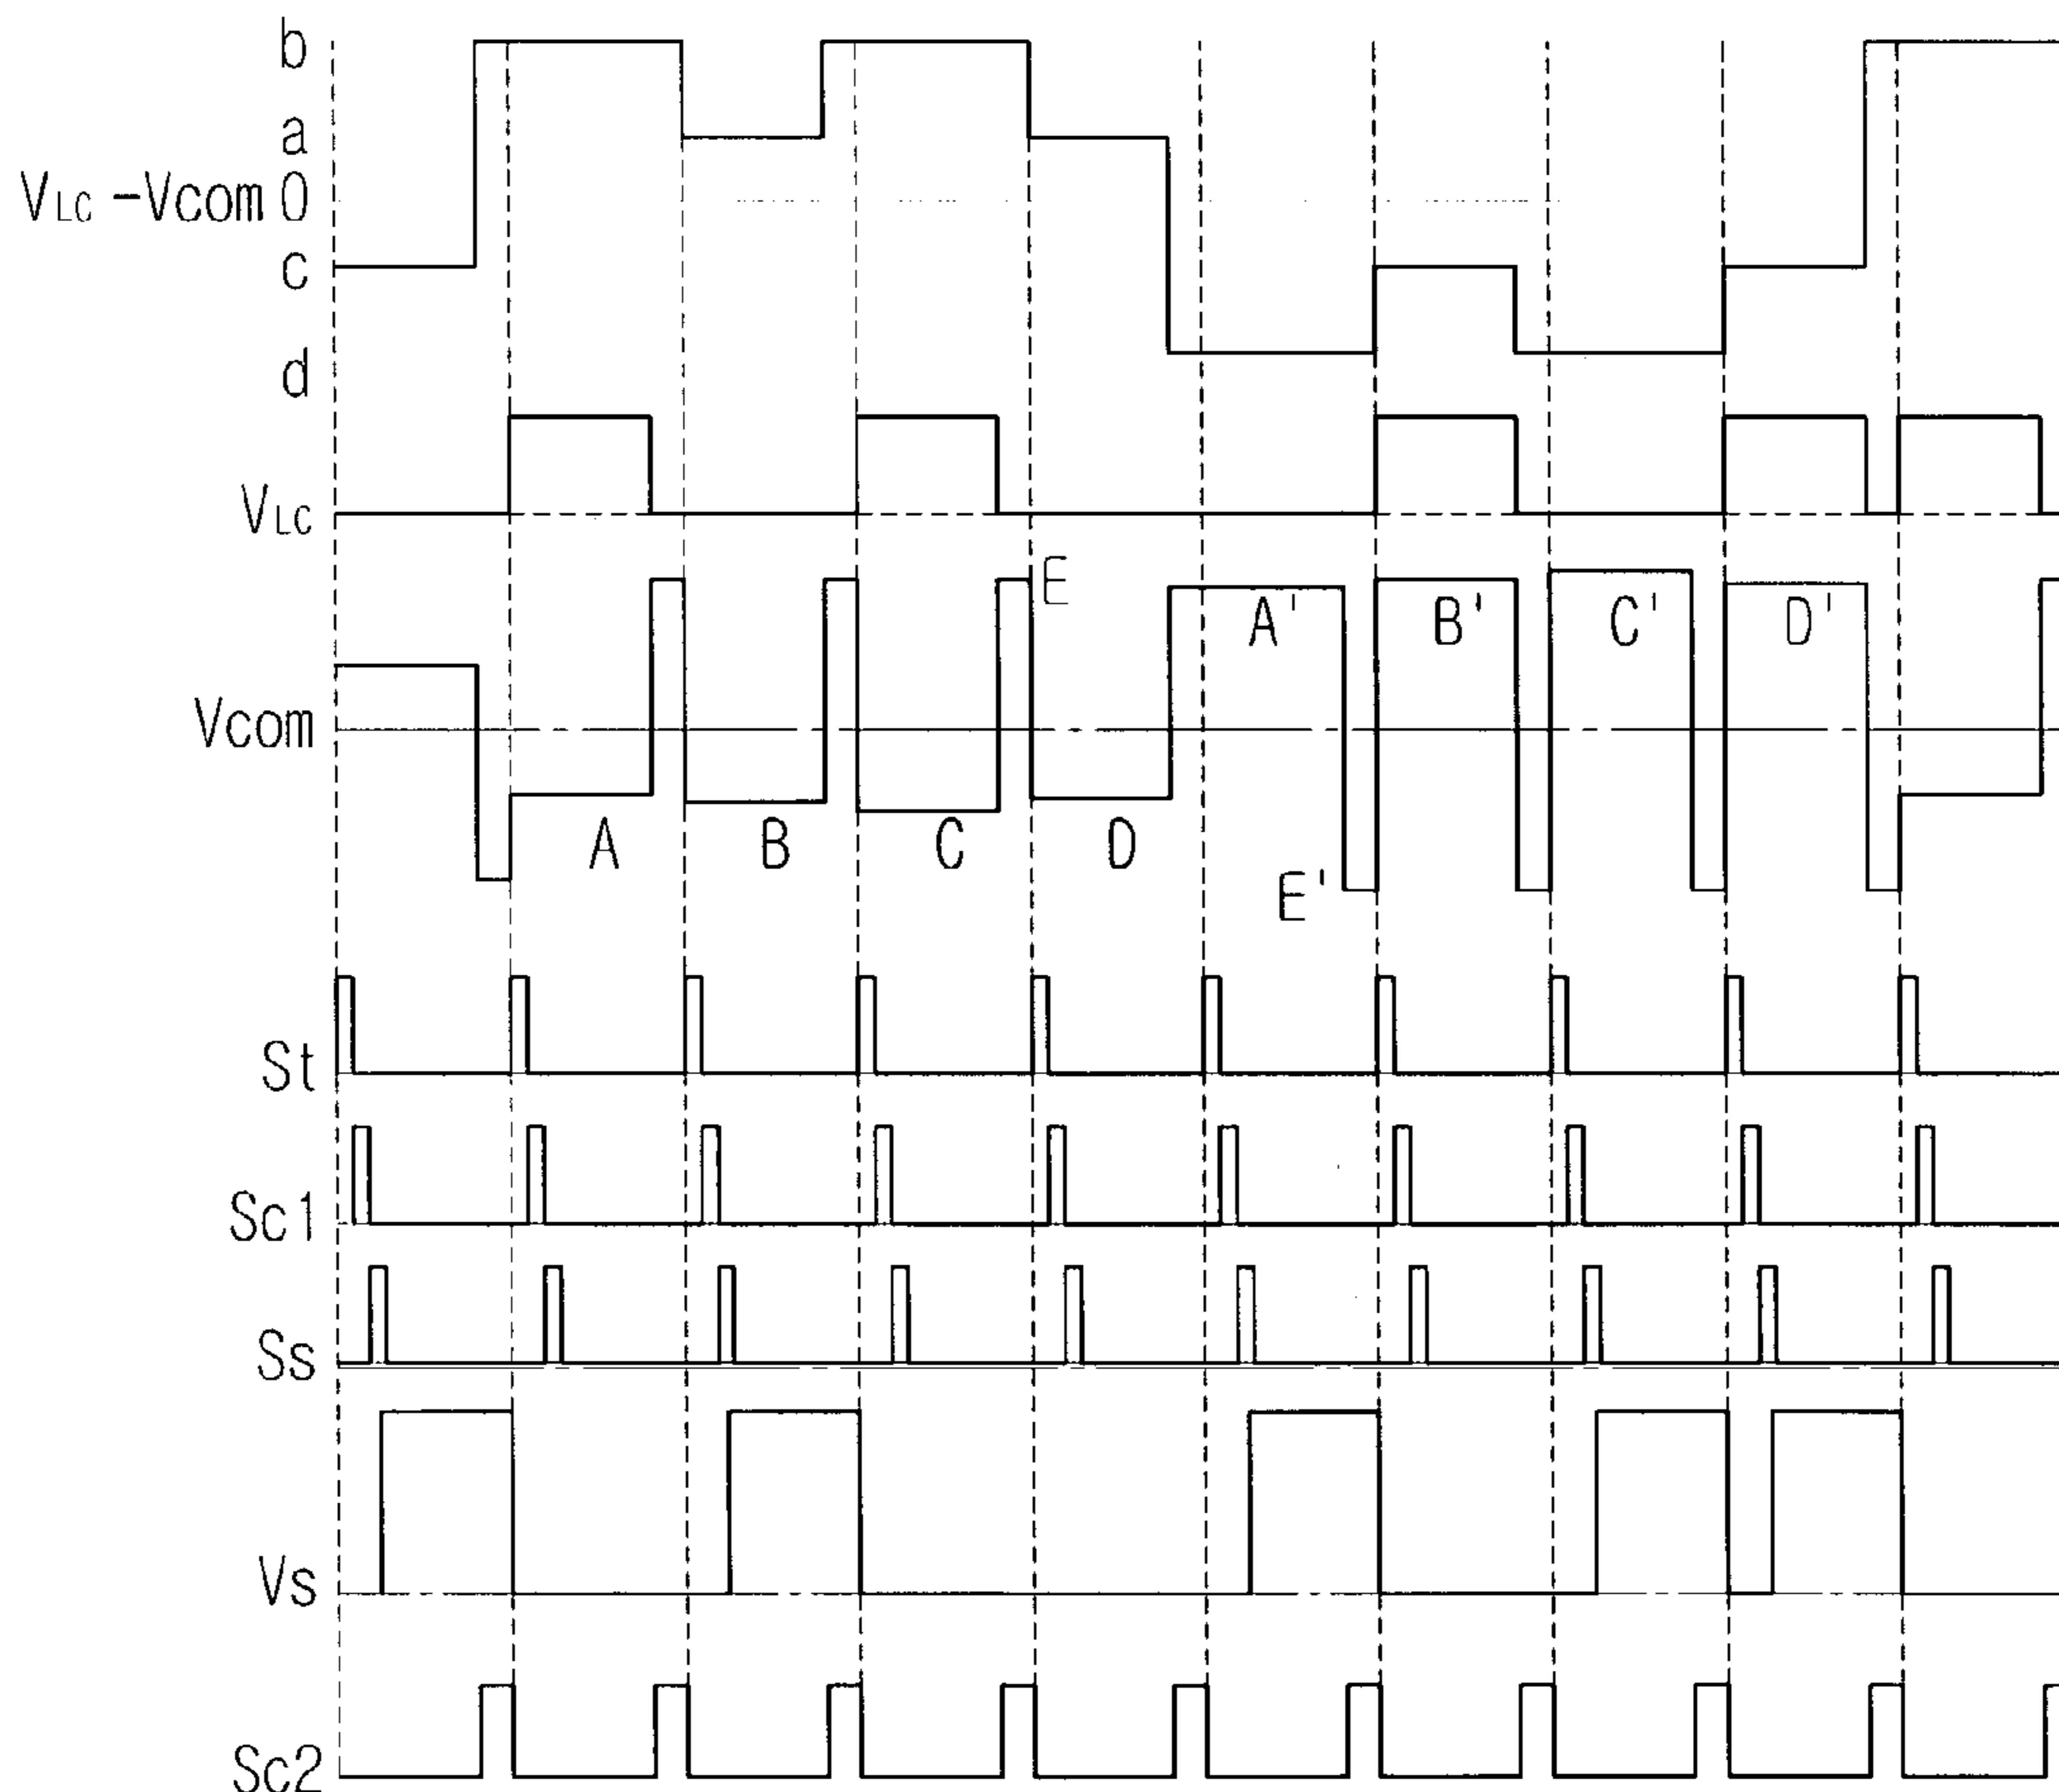 b
a
VLC -Vcom 0
c
d
VLC
E
A' B' C' D'
Vcom
A B C D
E'
St
Sc1
Ss
Vs
Sc2